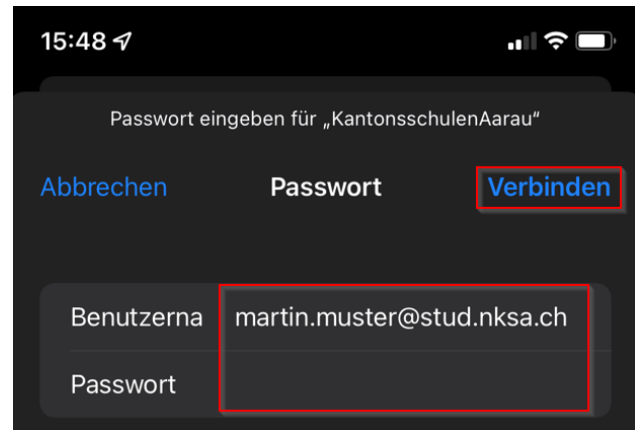 15:48
Passwort eingeben für „KantonsschulenAarau“
Abbrechen Passwort Verbinden
Benutzerna martin.muster@stud.nksa.ch
Passwort